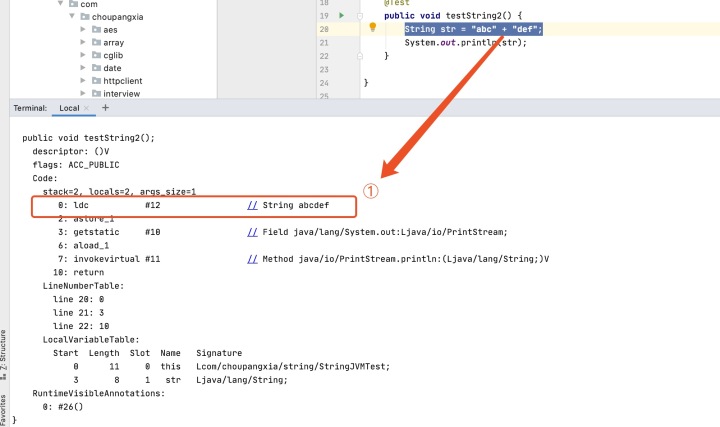 com
choupangxia
aes
array
cglib
date
httpclient
interview
18
19
20
21
22
23
24
25
@Test
public void testString2() {
String str = "abc" + "def";
System.out.println(str);
}
}
Terminal: Local × +
public void testString2();
descriptor: ()V
flags: ACC_PUBLIC
Code:
stack=2, locals=2, args_size=1
①
0: ldc #12 // String abcdef
2: astore_1
3: getstatic #10 // Field java/lang/System.out:Ljava/io/PrintStream;
6: aload_1
7: invokevirtual #11 // Method java/io/PrintStream.println:(Ljava/lang/String;)V
10: return
LineNumberTable:
line 20: 0
line 21: 3
line 22: 10
LocalVariableTable:
Start Length Slot Name Signature
0 11 0 this Lcom/choupangxia/string/StringJVMTest;
3 8 1 str Ljava/lang/String;
RuntimeVisibleAnnotations:
0: #26()
}
Z: Structure
Favorites